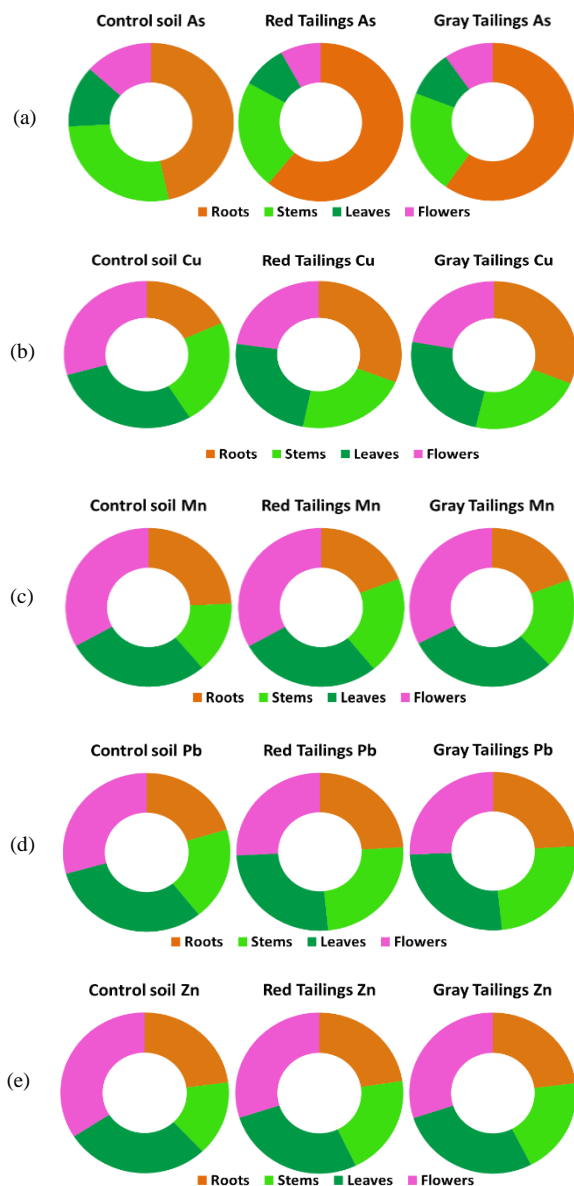 Control soil As Red Tailings As Gray Tailings As
(a)
Roots Stems Leaves Flowers
Control soil Cu Red Tailings Cu Gray Tailings Cu
(b)
Roots Stems Leaves Flowers
Control soil Mn Red Tailings Mn Gray Tailings Mn
(c)
Roots Stems Leaves Flowers
Control soil Pb Red Tailings Pb Gray Tailings Pb
(d)
Roots Stems Leaves Flowers
Control soil Zn Red Tailings Zn Gray Tailings Zn
(e)
Roots Stems Leaves Flowers